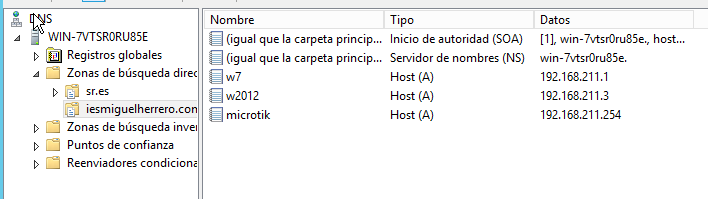 DNS
WIN-7VTSR0RU85E
Registros globales
Zonas de búsqueda direc
sr.es
iesmiguelherrero.con
Zonas de búsqueda inver
Puntos de confianza
Reenviadores condiciona
Nombre Tipo Datos
(igual que la carpeta princip... Inicio de autoridad (SOA) [1], win-7vtsr0ru85e., host...
(igual que la carpeta princip... Servidor de nombres (NS) win-7vtsr0ru85e.
w7 Host (A) 192.168.211.1
w2012 Host (A) 192.168.211.3
microtik Host (A) 192.168.211.254